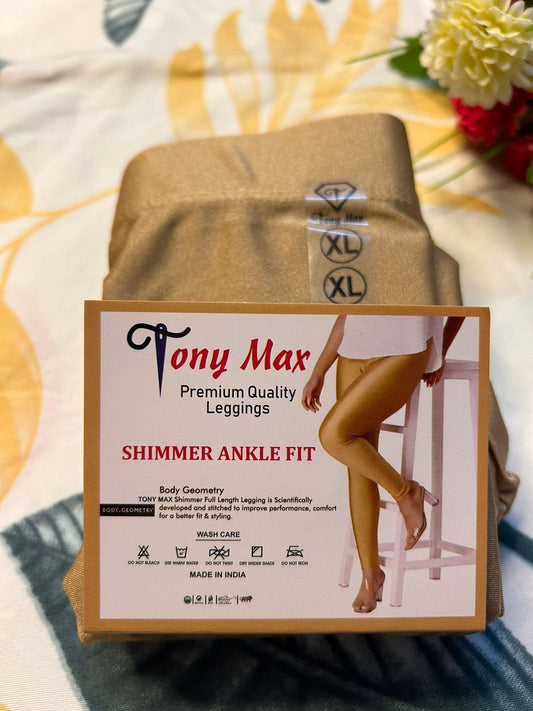 T
Tony Max
XL
XL
Tony Max
Premium Quality
Leggings
SHIMMER ANKLE FIT
Body Geometry
BODY.GEOMETRY
TONY MAX Shimmer Full Length Legging is Scientifically
developed and stitched to improve performance, comfort
for a better fit & styling.
WASH CARE
DO NOT BLEACH USE WARM WATER DO NOT TWIST DRY UNDER SHADE DO NOT IRON
MADE IN INDIA